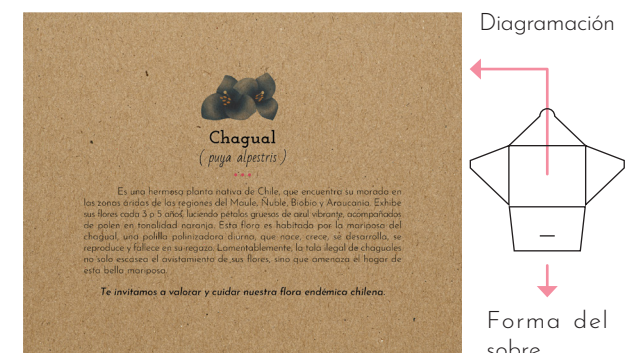 Diagramación
Chagual
( puya alpestris )
Es una hermosa planta nativa de Chile, que encuentra su morada en
las zonas áridas de las regiones del Maule, Ñuble, Biobío y Araucanía. Exhibe
sus flores cada 3 o 5 años, luciendo pétalos gruesos de azul vibrante, acompañados
de polen en tonalidad naranja. Esta flora es habitada por la mariposa del
chagual, una polilla polinizadora diurna, que nace, crece, se desarrolla, se
reproduce y fallece en su regazo. Lamentablemente, la tala ilegal de chaguales
no solo escasea el avistamiento de sus flores, sino que amenaza el hogar de
esta bella mariposa.
Te invitamos a valorar y cuidar nuestra flora endémica chilena.
Forma del
sobre